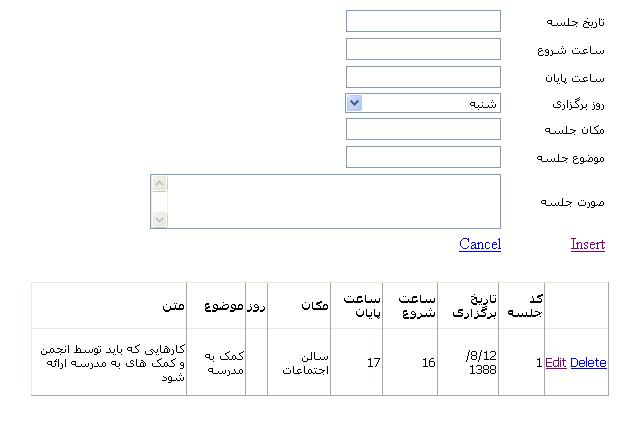 تاریخ جلسه
ساعت شروع
ساعت پایان
روز برگزاری
شنبه
مکان جلسه
موضوع جلسه
صورت جلسه
Insert
Cancel
کد جلسه
تاریخ برگزاری
ساعت شروع
ساعت پایان
مکان
روز
موضوع
متن
Edit Delete
1
/8/12
1388
16
17
سالن
اجتماعات
کمک به
مدرسه
کارهایی که باید توسط انجمن
و کمک های به مدرسه ارائه
شود